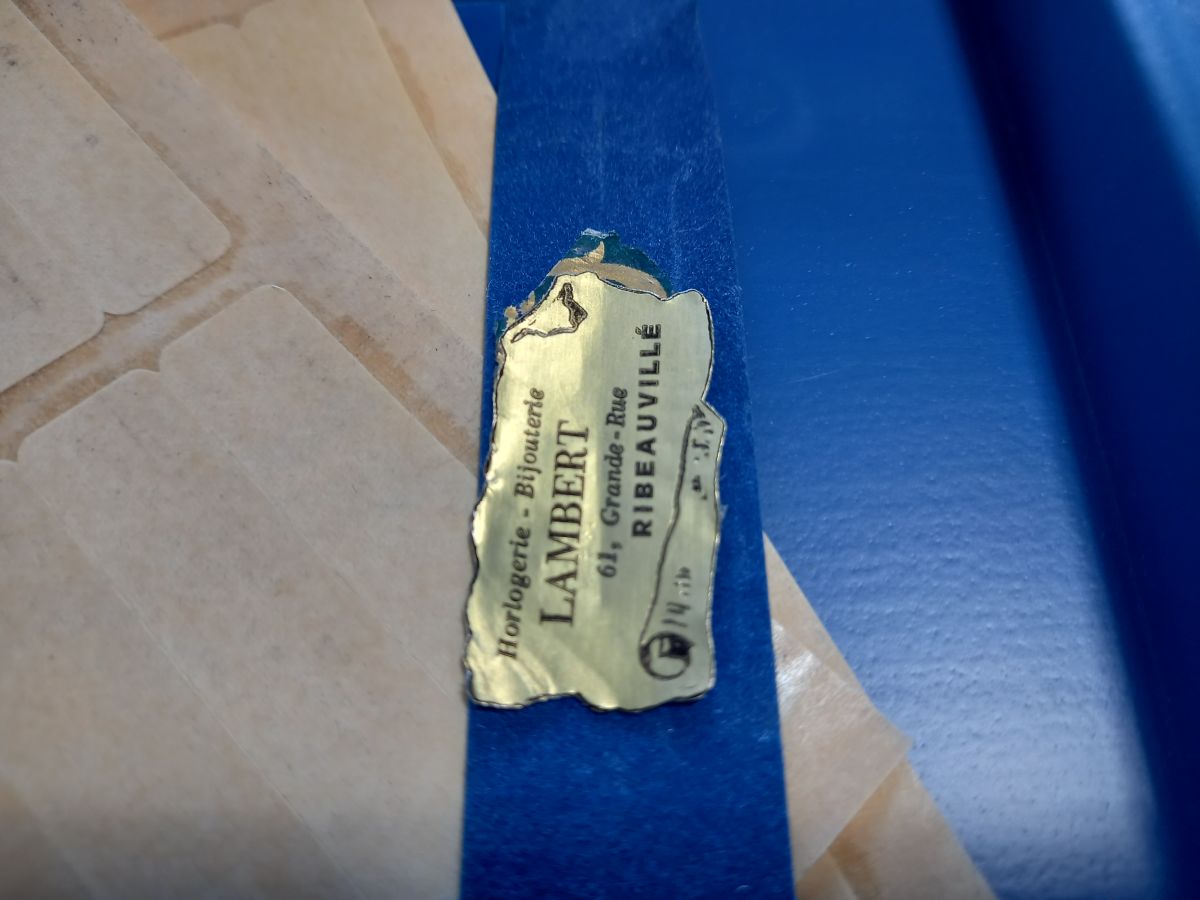 Horlogerie - Bijouterie
LAMBERT
61, Grande-Rue
RIBEAUVILLÉ